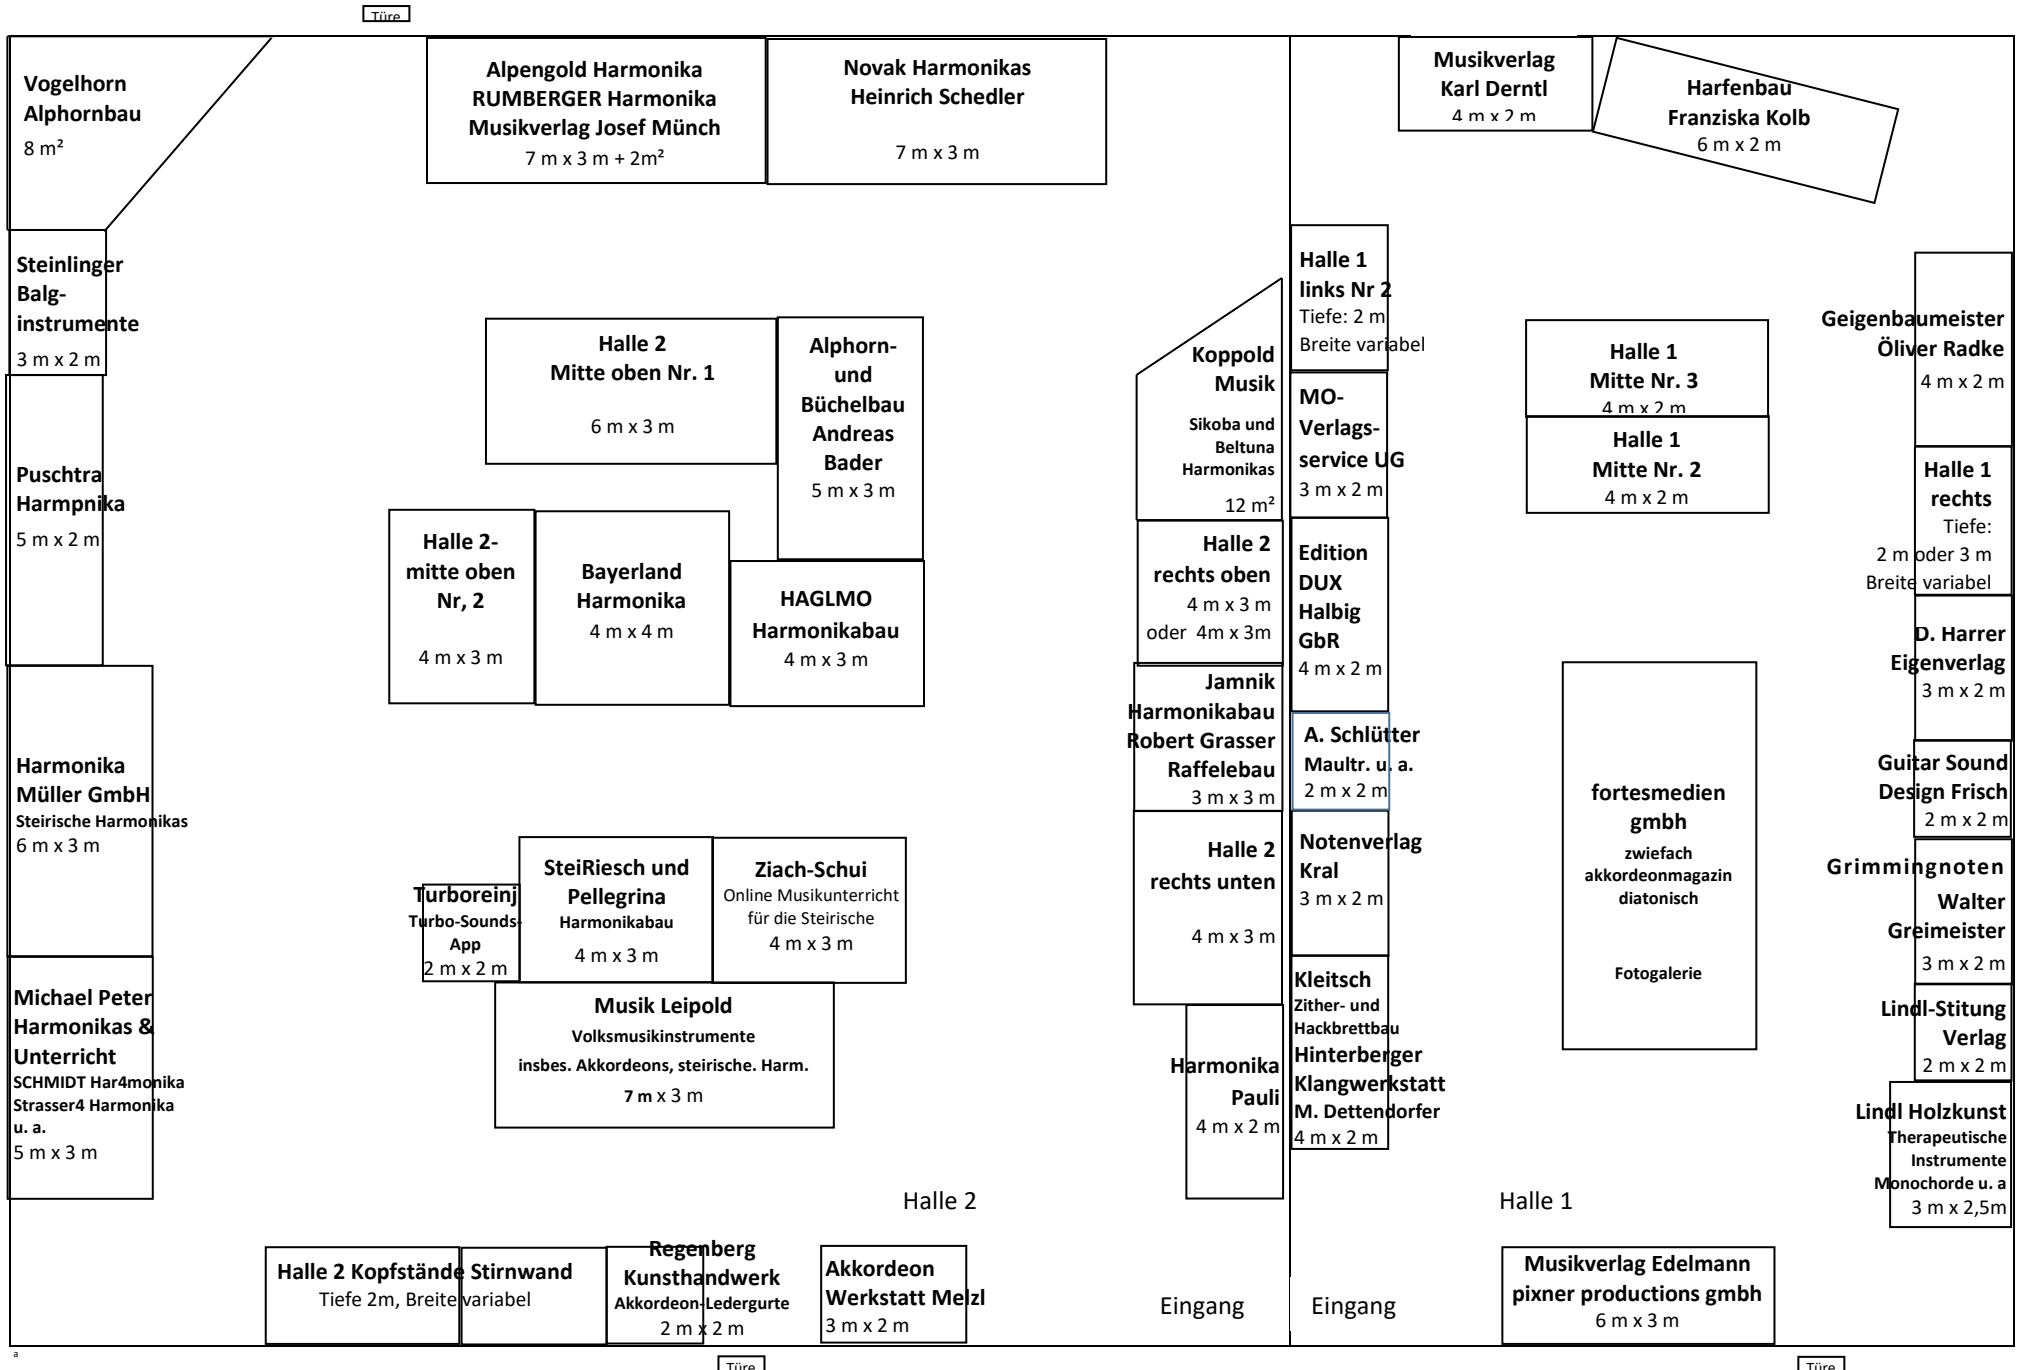 Türe
Vogelhorn
Alphornbau
8 m²
Alpengold Harmonika
RUMBERGER Harmonika
Musikverlag Josef Münch
7 m x 3 m + 2m²
Novak Harmonikas
Heinrich Schedler
7 m x 3 m
Musikverlag
Karl Derntl
4 m x 2 m
Harfenbau
Franziska Kolb
6 m x 2 m
Steinlinger
Balg-
instrumente
3 m x 2 m
Puschtra
Harmpnika
5 m x 2 m
Harmonika
Müller GmbH
Steirische Harmonikas
6 m x 3 m
Michael Peter
Harmonikas &
Unterricht
SCHMIDT Har4monika
Strasser4 Harmonika
u. a.
5 m x 3 m
Halle 2
Mitte oben Nr. 1
6 m x 3 m
Alphorn-
und
Büchelbau
Andreas
Bader
5 m x 3 m
Halle 2-
mitte oben
Nr, 2
4 m x 3 m
Bayerland
Harmonika
4 m x 4 m
HAGLMO
Harmonikabau
4 m x 3 m
Turboreinj
Turbo-Sounds-
App
2 m x 2 m
SteiRiesch und
Pellegrina
Harmonikabau
4 m x 3 m
Ziach-Schui
Online Musikunterricht
für die Steirische
4 m x 3 m
Musik Leipold
Volksmusikinstrumente
insbes. Akkordeons, steirische. Harm.
7 m x 3 m
Koppold
Musik
Sikoba und
Beltuna
Harmonikas
12 m²
Halle 2
rechts oben
4 m x 3 m
oder 4m x 3m
Jamnik
Harmonikabau
Robert Grasser
Raffelebau
3 m x 3 m
Halle 2
rechts unten
4 m x 3 m
Harmonika
Pauli
4 m x 2 m
Halle 1
links Nr 2
Tiefe: 2 m
Breite variabel
MO-
Verlags-
service UG
3 m x 2 m
Edition
DUX
Halbig
GbR
4 m x 2 m
A. Schlütter
Maultr. u. a.
2 m x 2 m
Notenverlag
Kral
3 m x 2 m
Kleitsch
Zither- und
Hackbrettbau
Hinterberger
Klangwerkstatt
M. Dettendorfer
4 m x 2 m
Halle 1
Mitte Nr. 3
4 m x 2 m
Halle 1
Mitte Nr. 2
4 m x 2 m
fortesmedien
gmbh
zwiefach
akkordeonmagazin
diatonisch
Fotogalerie
Geigenbaumeister
Öliver Radke
4 m x 2 m
Halle 1
rechts
Tiefe:
2 m oder 3 m
Breite variabel
D. Harrer
Eigenverlag
3 m x 2 m
Guitar Sound
Design Frisch
2 m x 2 m
Grimmingnoten
Walter
Greimeister
3 m x 2 m
Lindl-Stitung
Verlag
2 m x 2 m
Lindl Holzkunst
Therapeutische
Instrumente
Monochorde u. a
3 m x 2,5m
Halle 2
Halle 1
Halle 2 Kopfstände Stirnwand
Tiefe 2m, Breite variabel
Regenberg
Kunsthandwerk
Akkordeon-Ledergurte
2 m x 2 m
Akkordeon
Werkstatt Melzl
3 m x 2 m
Eingang
Eingang
Musikverlag Edelmann
pixner productions gmbh
6 m x 3 m
a
Türe
Türe